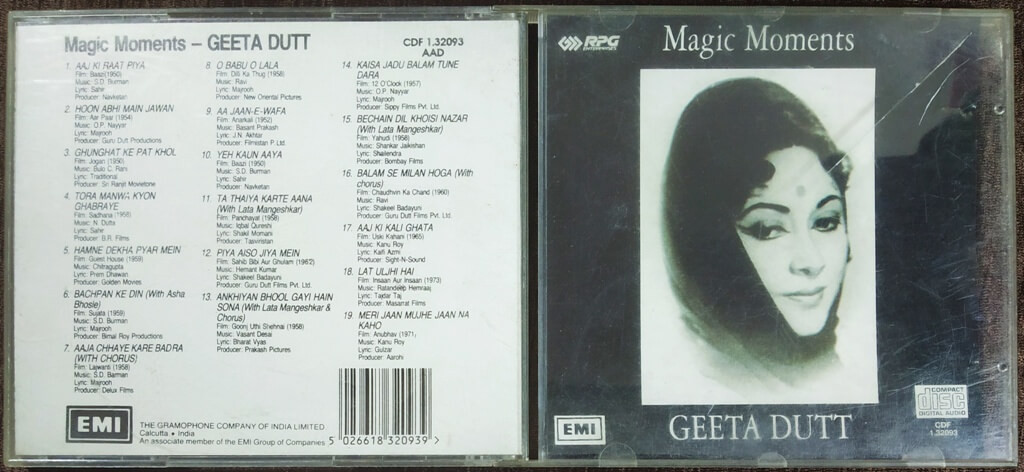 Magic Moments – GEETA DUTT
CDF 1.32093
AAD
1. AAJ KI RAAT PIYA
Film: Baazi(1950)
Music: S.D. Burman
Lyric: Sahir
Producer: Navketan
2. HOON ABHI MAIN JAWAN
Film: Aar Paar (1954)
Music: O.P. Nayyar
Lyric: Majrooh
Producer: Guru Dutt Productions
3. GHUNGHAT KE PAT KHOL
Film: Jogan (1950)
Music: Bulo C. Rani
Lyric: Traditional
Producer: Sri Ranjit Movietone
4. TORA MANWA KYON
GHABRAYE
Film: Sadhana (1958)
Music: N. Dutta
Lyric: Sahir
Producer: B.R. Films
5. HAMNE DEKHA PYAR MEIN
Film: Guest House (1959)
Music: Chitragupta
Lyric: Prem Dhawan
Producer: Golden Movies
6. BACHPAN KE DIN (With Asha
Bhosle)
Film: Sujata (1959)
Music: S.D. Burman
Lyric: Majrooh
Producer: Bimal Roy Productions
7. AAJA CHHAYE KARE BADRA
(WITH CHORUS)
Film: Lajwanti (1958)
Music: S.D. Barman
Lyric: Majrooh
Producer: Delux Films
8. O BABU O LALA
Film: Dilli Ka Thug (1958)
Music: Ravi
Lyric: Majrooh
Producer: New Oriental Pictures
9. AA JAAN-E-WAFA
Film: Anarkali (1952)
Music: Basant Prakash
Lyric: J.N. Akhtar
Producer: Filmistan P. Ltd.
10. YEH KAUN AAYA
Film: Baazi (1950)
Music: S.D. Burman
Lyric: Sahir
Producer: Navketan
11. TA THAIYA KARTE AANA
(With Lata Mangeshkar)
Film: Panchayat (1958)
Music: Iqbal Qureshi
Lyric: Shakil Momani
Producer: Tasviristan
12. PIYA AISO JIYA MEIN
Film: Sahib Bibi Aur Ghulam (1962)
Music: Hemant Kumar
Lyric: Shakeel Badayuni
Producer: Guru Dutt Films Pvt. Ltd.
13. ANKHIYAN BHOOL GAYI HAIN
SONA (With Lata Mangeshkar &
Chorus)
Film: Goonj Uthi Shehnai (1958)
Music: Vasant Desai
Lyric: Bharat Vyas
Producer: Prakash Pictures
14. KAISA JADU BALAM TUNE
DARA
Film: 12 O'Clock (1957)
Music: O.P. Nayyar
Lyric: Majrooh
Producer: Sippy Films Pvt. Ltd.
15. BECHAIN DIL KHOISI NAZAR
(With Lata Mangeshkar)
Film: Yahudi (1958)
Music: Shankar Jaikishan
Lyric: Shailendra
Producer: Bombay Films
16. BALAM SE MILAN HOGA (With
chorus)
Film: Chaudhvin Ka Chand (1960)
Music: Ravi
Lyric: Shakeel Badayuni
Producer: Guru Dutt Films Pvt. Ltd.
17. AAJ KI KALI GHATA
Film: Uski Kahani (1965)
Music: Kanu Roy
Lyric: Kaifi Azmi
Producer: Sight-N-Sound
18. LAT ULJHI HAI
Film: Insaan Aur Insaan (1973)
Music: Ratandeep Hemraaj
Lyric: Tajdar Taj
Producer: Masarrat Films
19. MERI JAAN MUJHE JAAN NA
KAHO
Film: Anubhav (1971)
Music: Kanu Roy
Lyric: Gulzar
Producer: Aarohi
EMI
THE GRAMOPHONE COMPANY OF INDIA LIMITED
Calcutta • India
An associate member of the EMI Group of Companies
5 026618 320939 >
RPG
ENTERPRISES
Magic Moments
EMI
GEETA DUTT
COMPACT
disc
DIGITAL AUDIO
CDF
1.32093